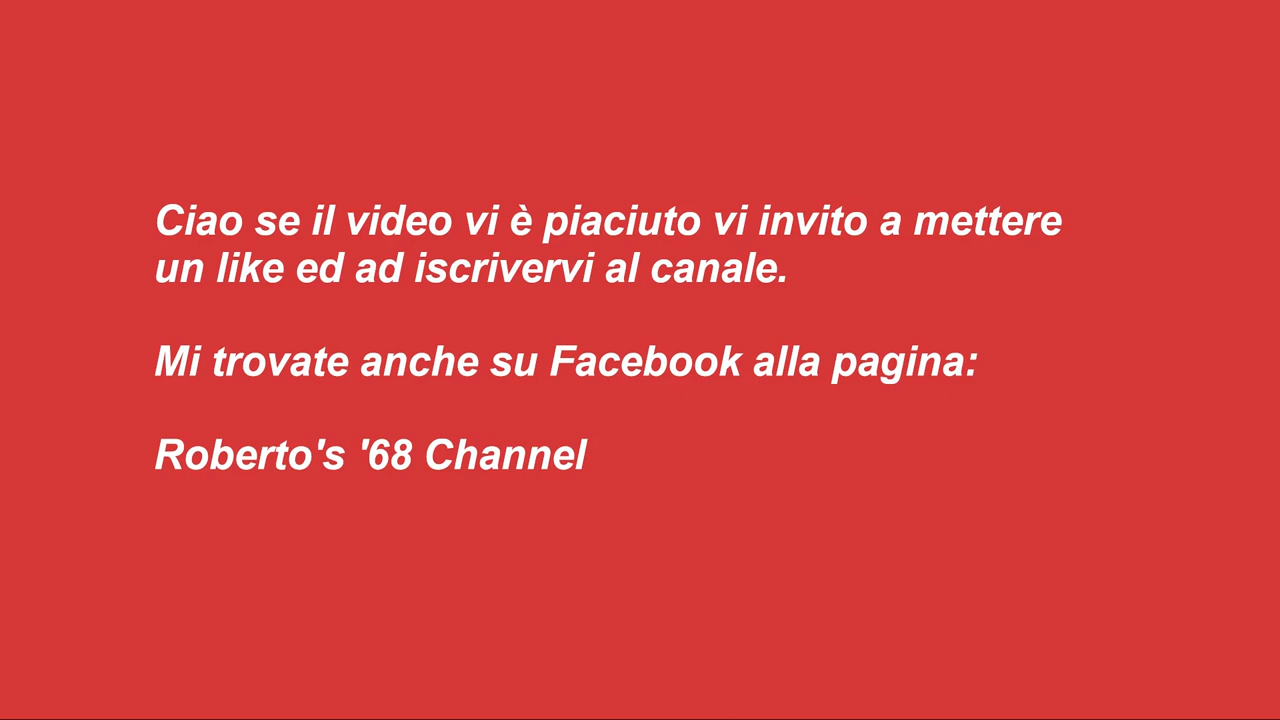 Ciao se il video vi è piaciuto vi invito a mettere
un like ed ad iscrivervi al canale.
Mi trovate anche su Facebook alla pagina:
Roberto's '68 Channel